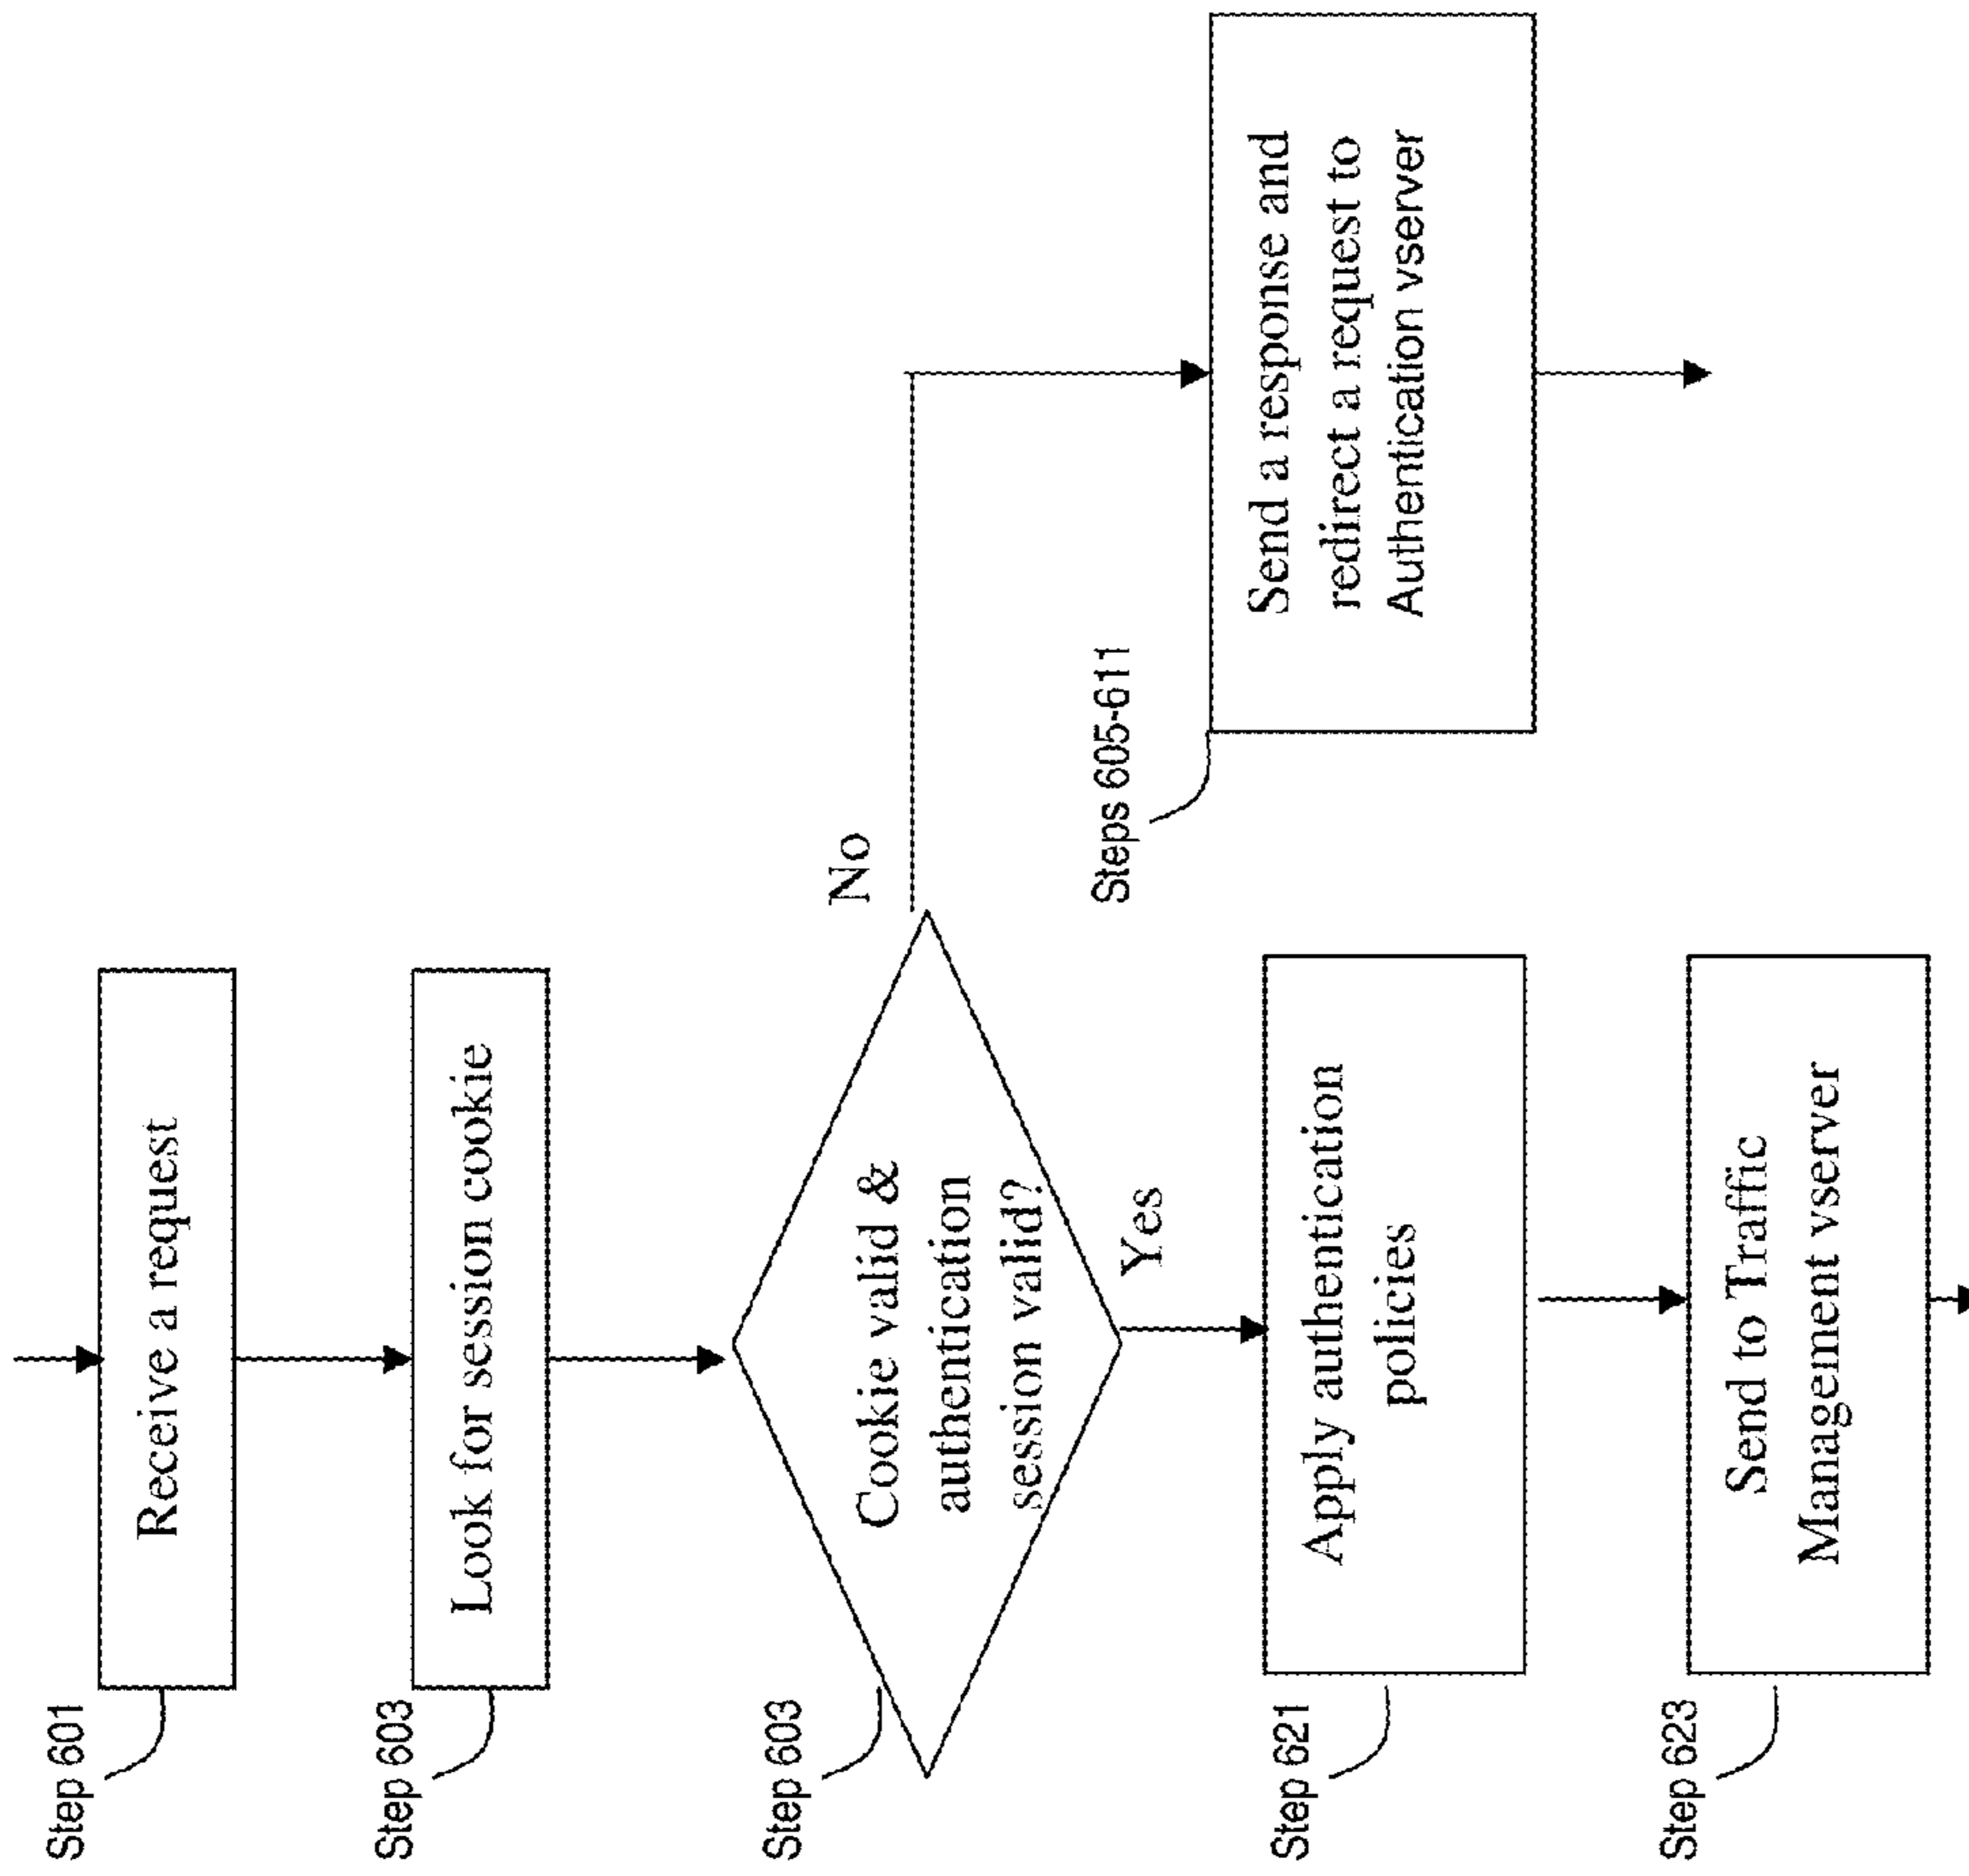 Step 601
Receive a request
Step 603
Look for session cookie
Step 603
Cookie valid &
authentication
session valid?
No
Yes
Steps 605-611
Send a response and
redirect a request to
Authentication vserver
Step 621
Apply authentication
policies
Step 623
Send to Traffic
Management vserver